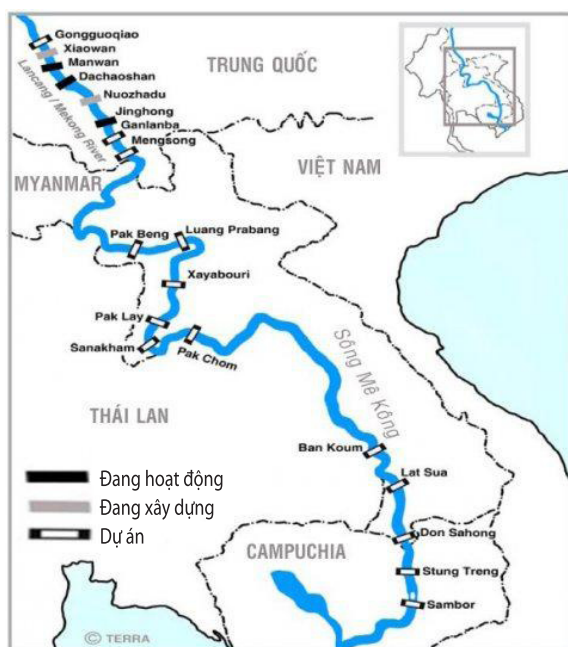 Gongguoqiao
Xiaowan
Manwan
Dachaoshan
Nuozhadu
Jinghong
Ganlanba
Mengsong
Lancang / Mekong River
TRUNG QUỐC
MYANMAR
VIỆT NAM
Pak Beng
Luang Prabang
Xayabouri
Pak Lay
Sanakham
Pak Chom
Sông Mê Kông
THÁI LAN
Ban Koum
Lat Sua
Đang hoạt động
Đang xây dựng
Dự án
CAMPUCHIA
Don Sahong
Stung Treng
Sambor
© TERRA